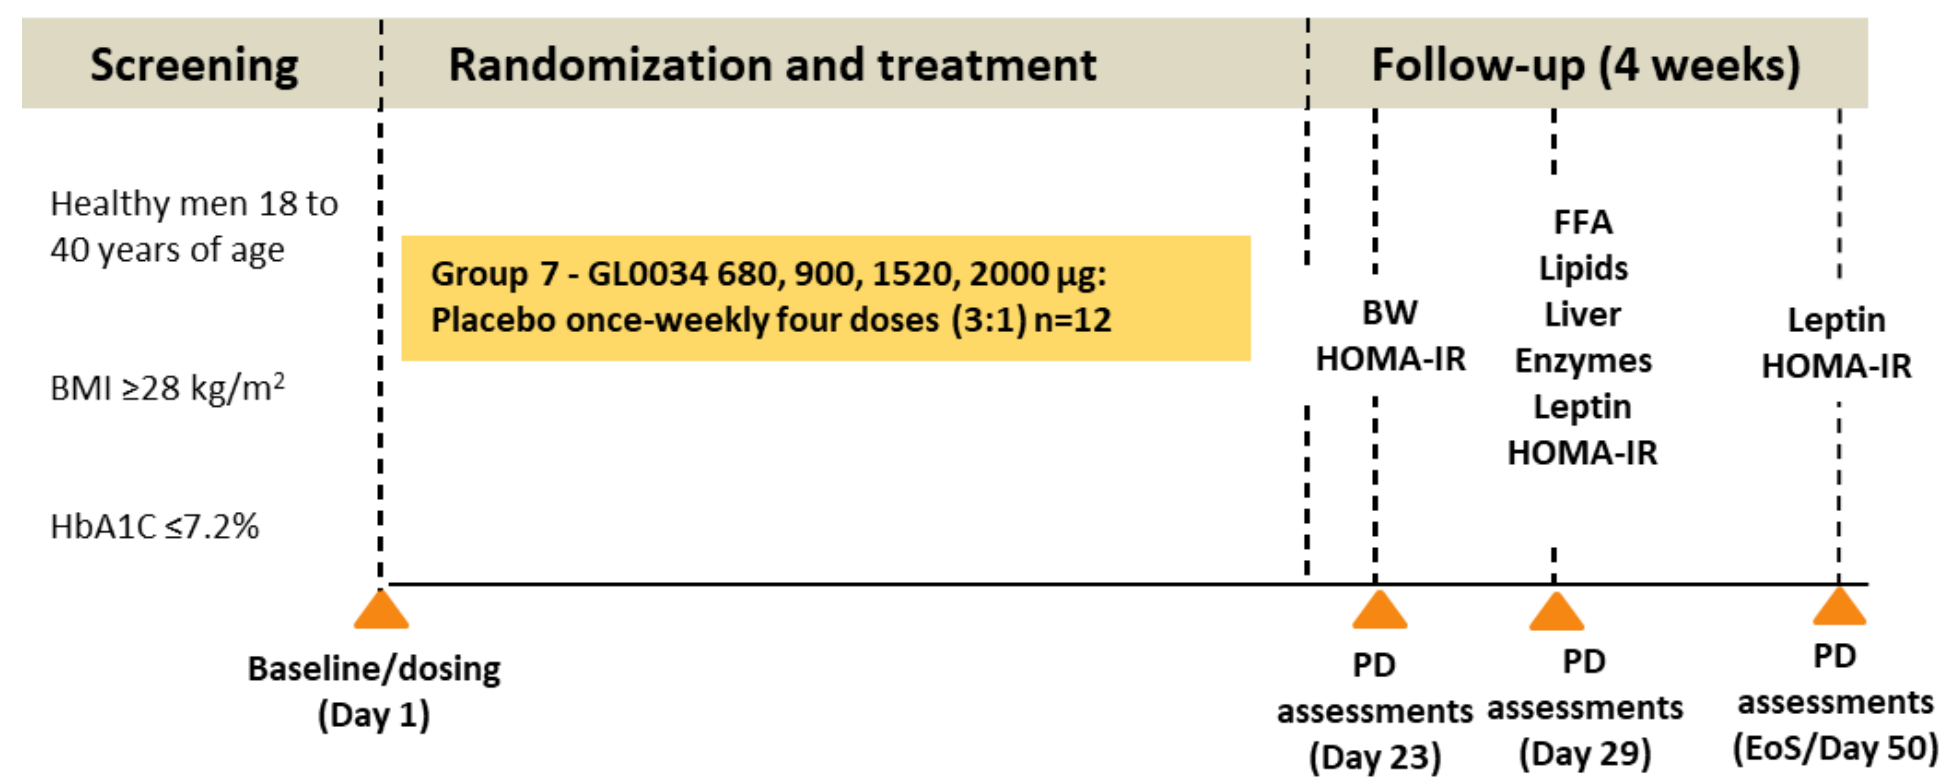 Screening
Randomization and treatment
Follow-up (4 weeks)
Healthy men 18 to
40 years of age
BMI ≥28 kg/m²
HbA1C ≤7.2%
Group 7 - GL0034 680, 900, 1520, 2000 µg:
Placebo once-weekly four doses (3:1) n=12
BW
HOMA-IR
FFA
Lipids
Liver
Enzymes
Leptin
HOMA-IR
Leptin
HOMA-IR
Baseline/dosing
(Day 1)
PD
assessments
(Day 23)
PD
assessments
(Day 29)
PD
assessments
(EoS/Day 50)